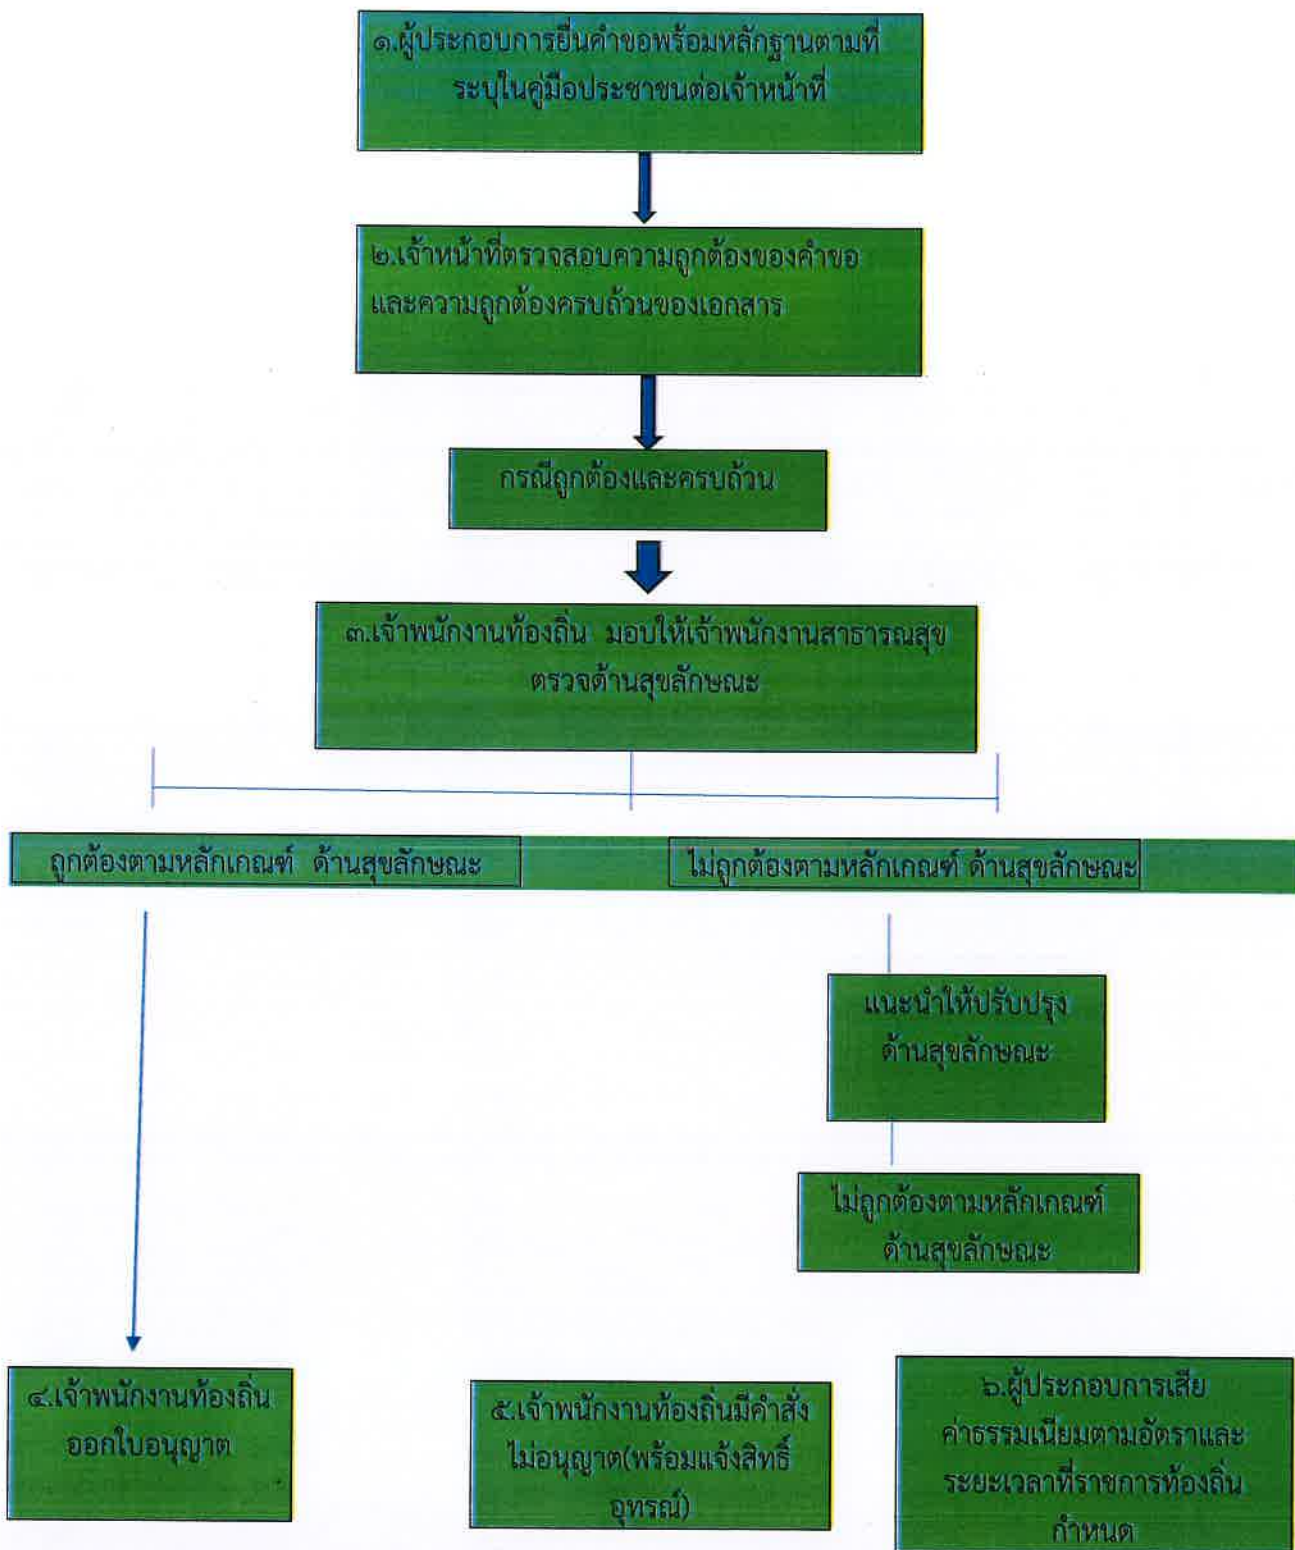 ๑.ผู้ประกอบการยื่นคำขอพร้อมหลักฐานตามที่
ระบุในคู่มือประชาชนต่อเจ้าหน้าที่
๒.เจ้าหน้าที่ตรวจสอบความถูกต้องของคำขอ
และความถูกต้องครบถ้วนของเอกสาร
กรณีถูกต้องและครบถ้วน
๓.เจ้าพนักงานท้องถิ่น มอบให้เจ้าพนักงานสาธารณสุข
ตรวจด้านสุขลักษณะ
ถูกต้องตามหลักเกณฑ์ ด้านสุขลักษณะ
ไม่ถูกต้องตามหลักเกณฑ์ ด้านสุขลักษณะ
แนะนำให้ปรับปรุง
ด้านสุขลักษณะ
ไม่ถูกต้องตามหลักเกณฑ์
ด้านสุขลักษณะ
๔.เจ้าพนักงานท้องถิ่น
ออกใบอนุญาต
๕.เจ้าพนักงานท้องถิ่นมีคำสั่ง
ไม่อนุญาต(พร้อมแจ้งสิทธิ์
อุทรณ์)
๖.ผู้ประกอบการเสีย
ค่าธรรมเนียมตามอัตราและ
ระยะเวลาที่ราชการท้องถิ่น
กำหนด